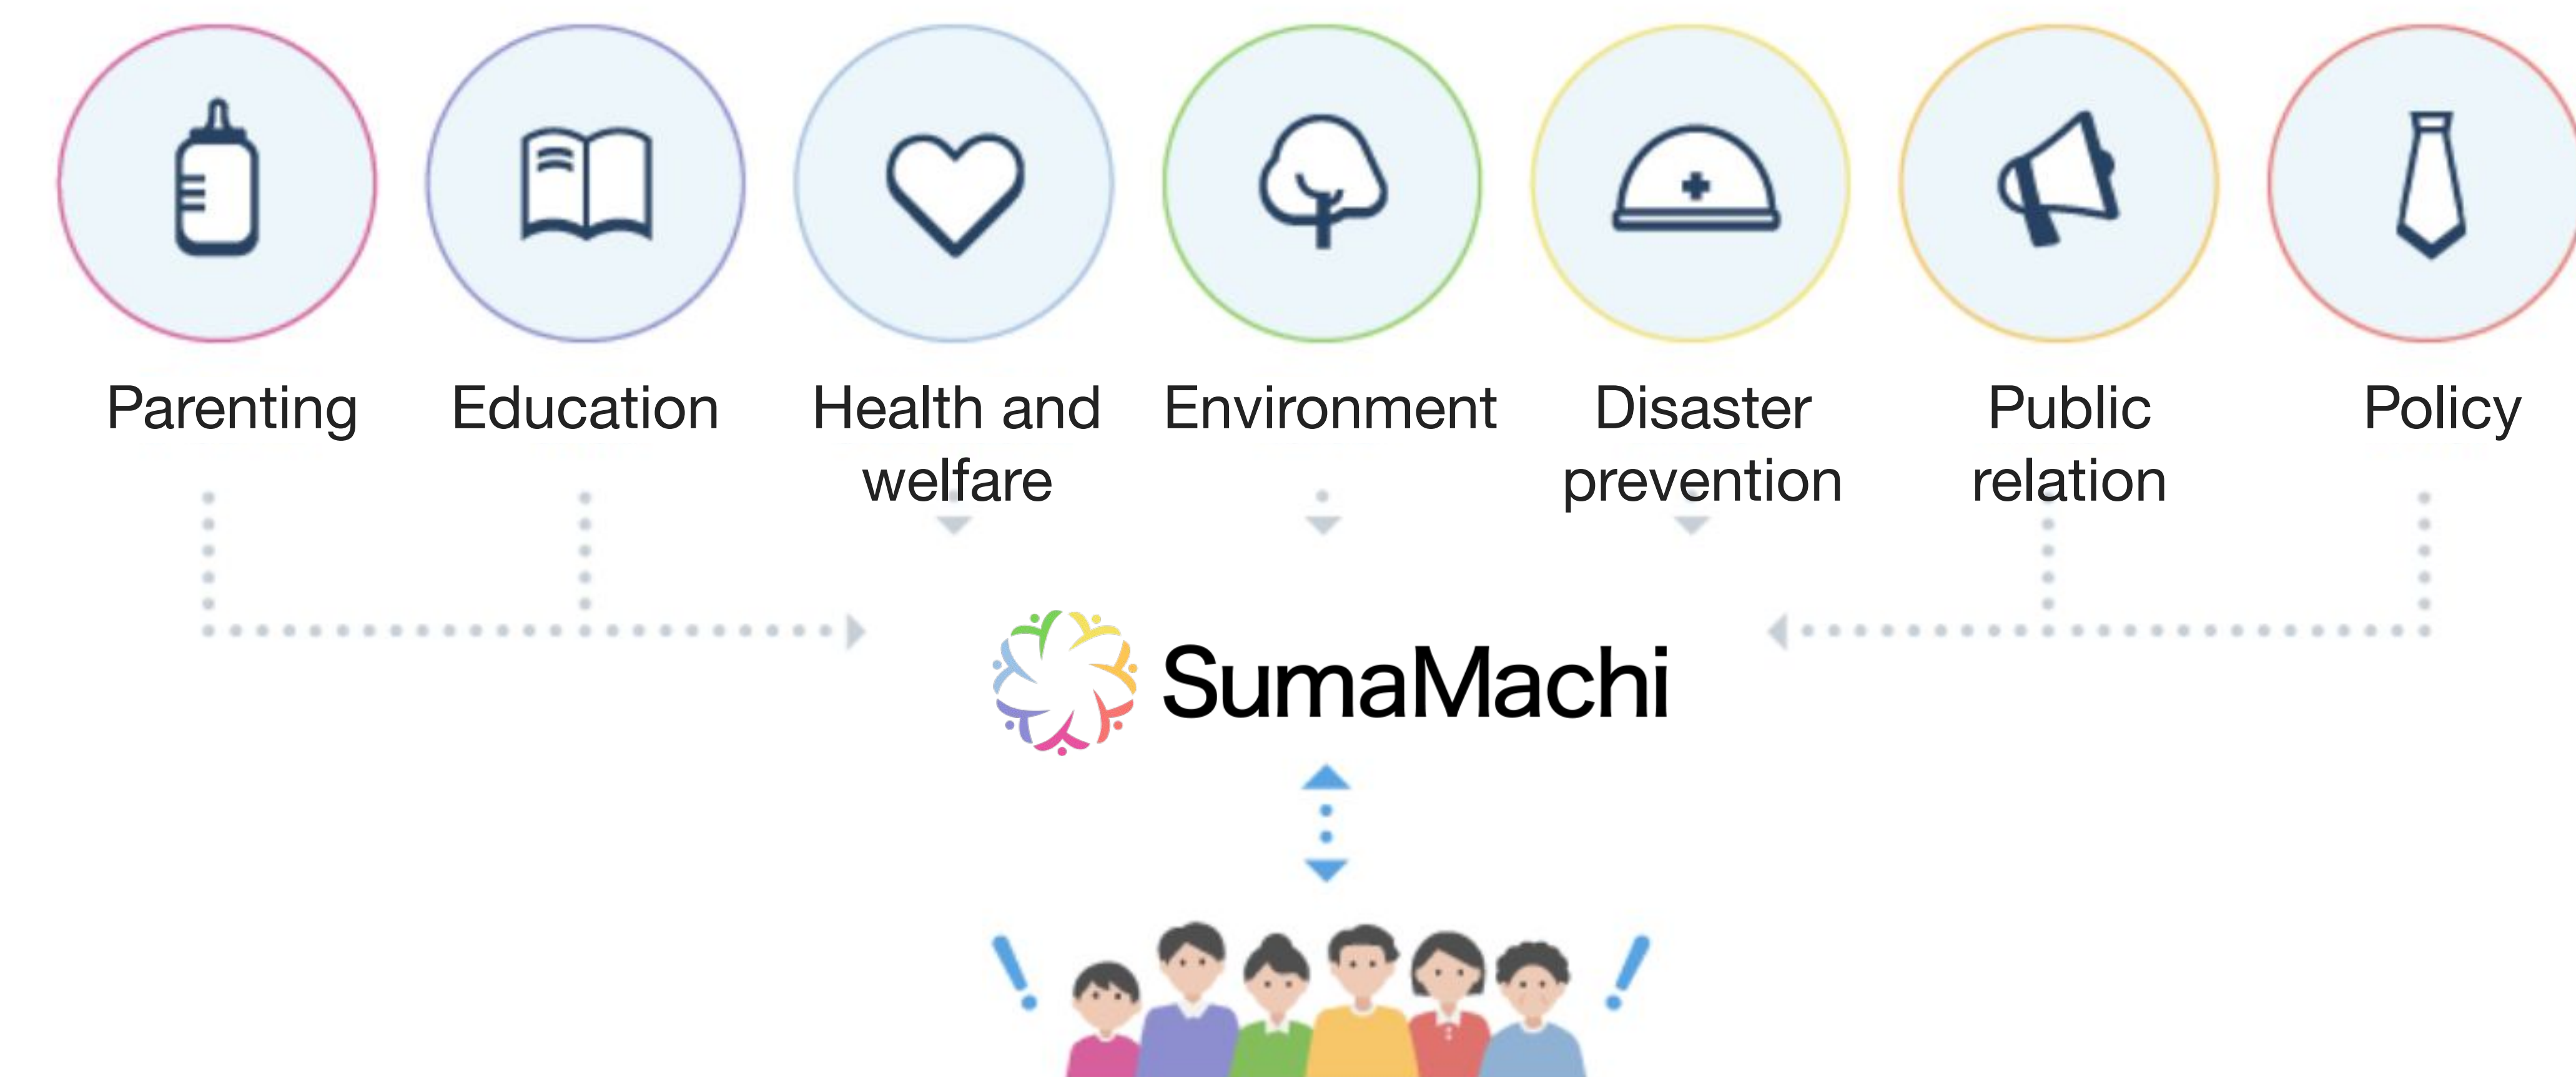 Parenting
Education
Health and
welfare
Environment
Disaster
prevention
Public
relation
Policy
SumaMachi